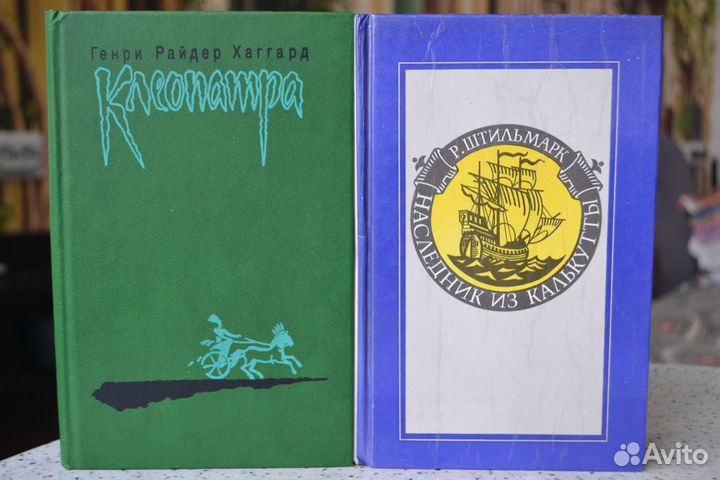 Генри Райдер Хаггард
Клеопатра
Р. ШТИЛЬМАРК
НАСЛЕДНИК ИЗ КАЛЬКУТТЫ
Avito